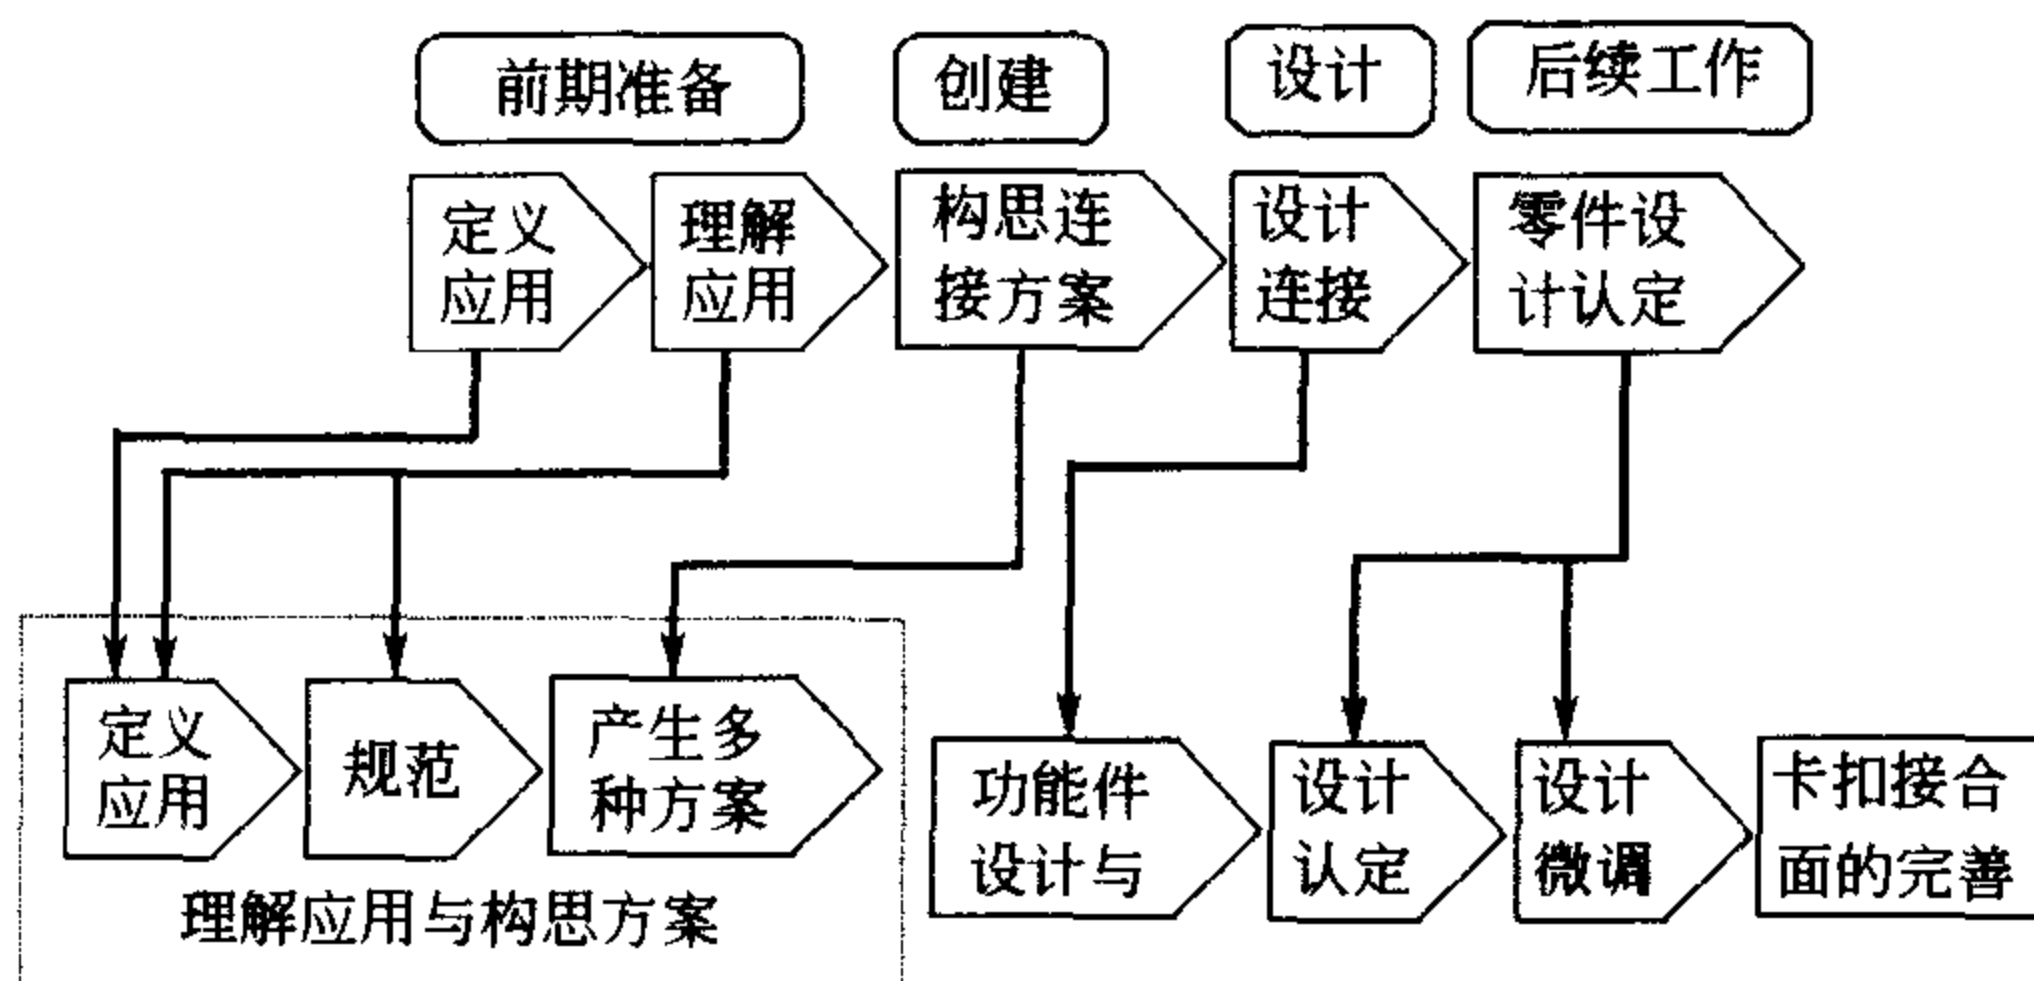 前期准备
创建
设计
后续工作
定义
应用
理解
应用
构思连
接方案
设计
连接
零件设
计认定
定义
应用
规范
产生多
种方案
功能件
设计与
设计
认定
设计
微调
卡扣接合
面的完善
理解应用与构思方案